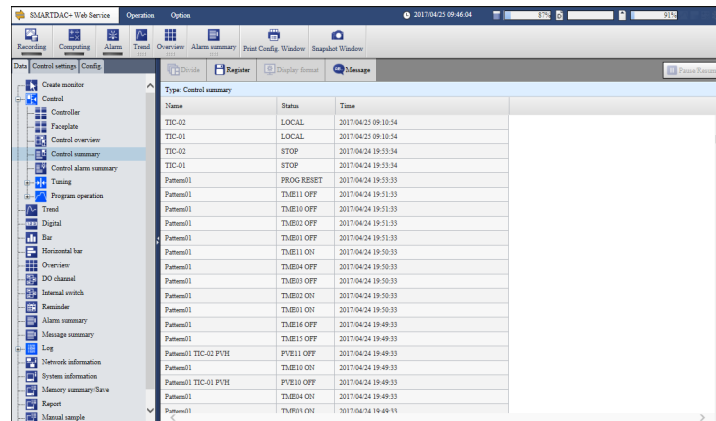 SMARTDAC+ Web Service Operation Option 2017/04/25 09:46:04 87% 91%
Recording Computing Alarm Trend Overview Alarm summary Print Config. Window Snapshot Window
Data Control settings Config.
Divide Register Display format Message Pause Resume
Create monitor
Control
Controller
Faceplate
Control overview
Control summary
Control alarm summary
Tuning
Program operation
Trend
Digital
Bar
Horizontal bar
Overview
DO channel
Internal switch
Reminder
Alarm summary
Message summary
Log
Network information
System information
Memory summary/Save
Report
Manual sample
Type: Control summary
Name Status Time
TIC-02 LOCAL 2017/04/25 09:10:54
TIC-01 LOCAL 2017/04/25 09:10:54
TIC-02 STOP 2017/04/24 19:53:34
TIC-01 STOP 2017/04/24 19:53:34
Pattern01 PROG RESET 2017/04/24 19:53:33
Pattern01 TME11 OFF 2017/04/24 19:51:33
Pattern01 TME10 OFF 2017/04/24 19:51:33
Pattern01 TME02 OFF 2017/04/24 19:51:33
Pattern01 TME01 OFF 2017/04/24 19:51:33
Pattern01 TME11 ON 2017/04/24 19:50:33
Pattern01 TME04 OFF 2017/04/24 19:50:33
Pattern01 TME03 OFF 2017/04/24 19:50:33
Pattern01 TME02 ON 2017/04/24 19:50:33
Pattern01 TME01 ON 2017/04/24 19:50:33
Pattern01 TME16 OFF 2017/04/24 19:49:33
Pattern01 TME15 OFF 2017/04/24 19:49:33
Pattern01 TIC-02 PVH PVE11 OFF 2017/04/24 19:49:33
Pattern01 TME10 ON 2017/04/24 19:49:33
Pattern01 TIC-01 PVH PVE10 OFF 2017/04/24 19:49:33
Pattern01 TME04 ON 2017/04/24 19:49:33
Pattern01 TME03 ON 2017/04/24 19:49:33